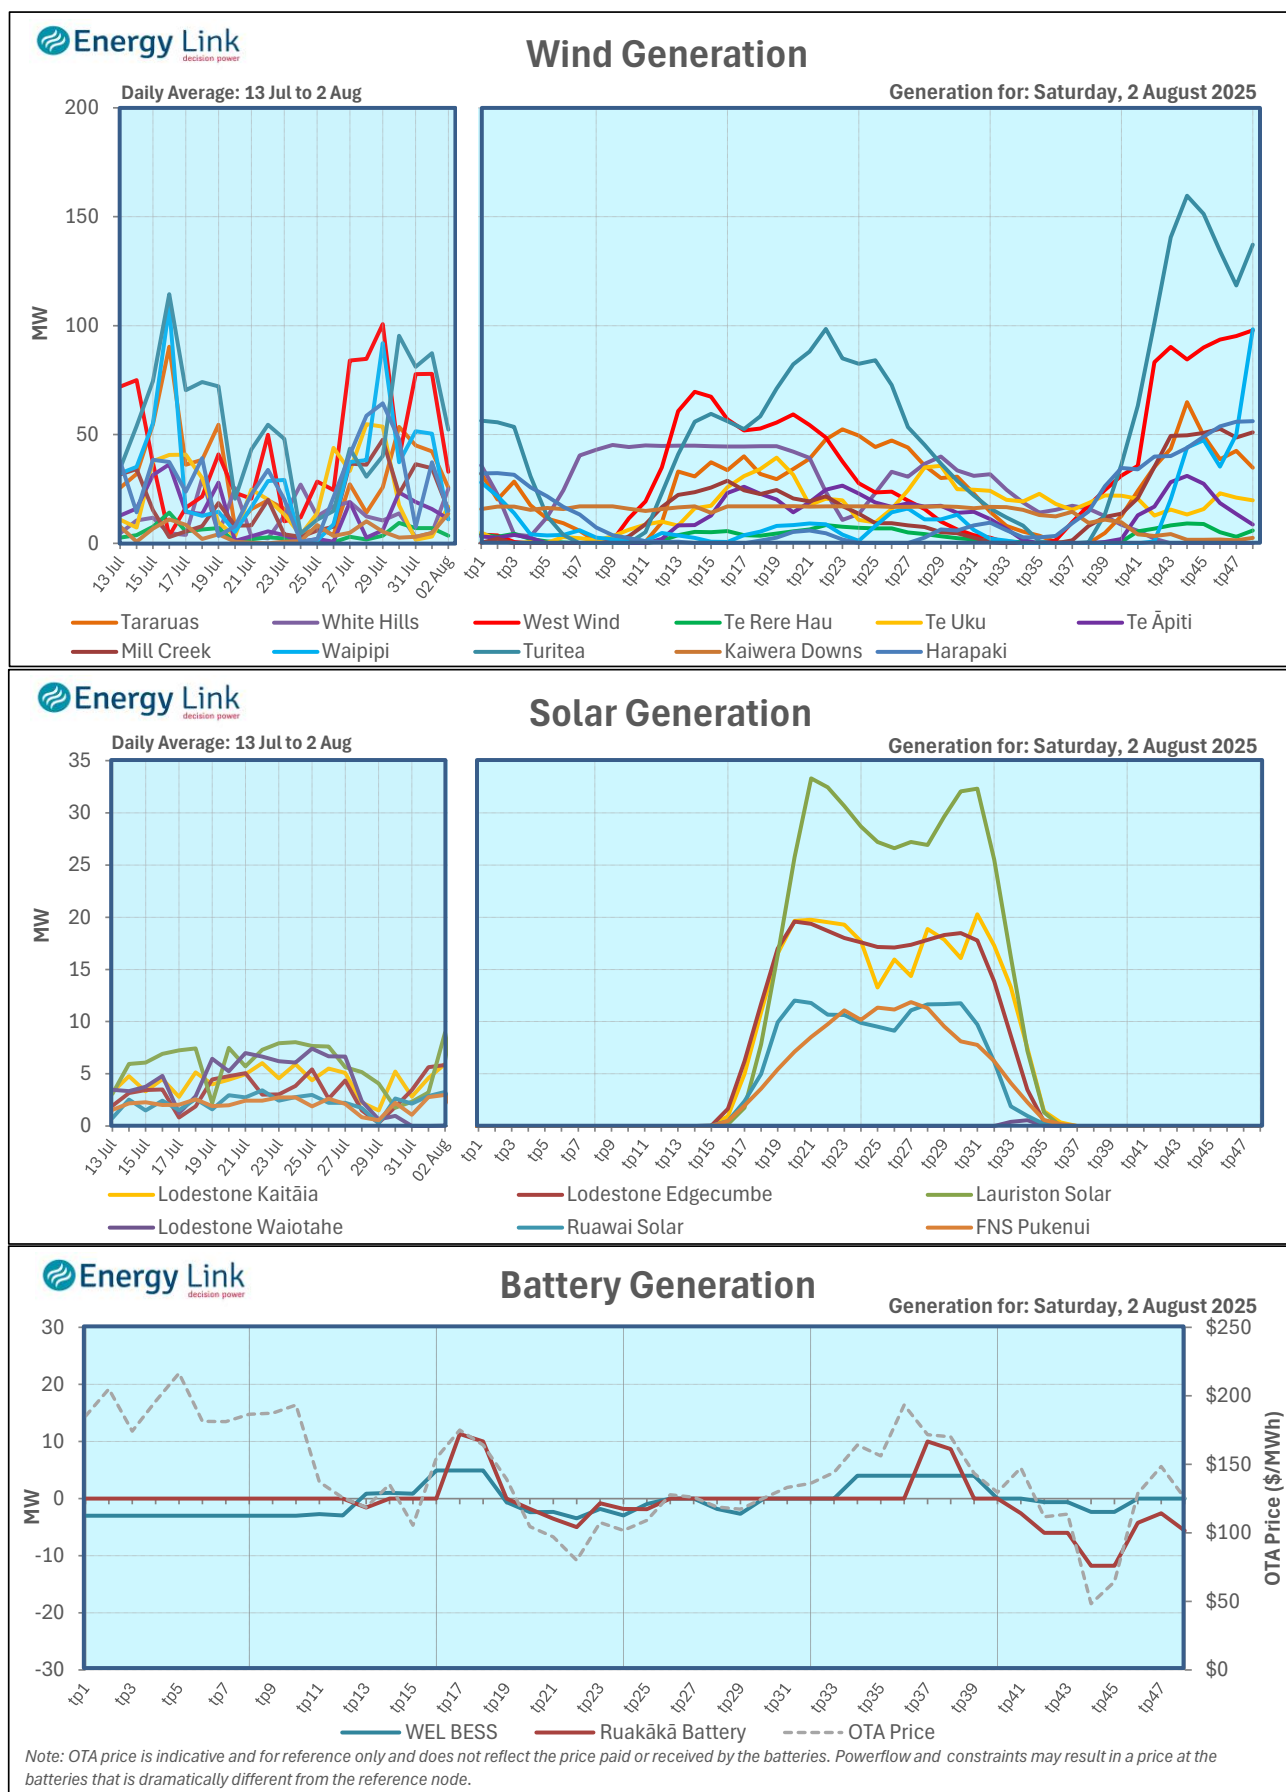 Energy Link
decision power
Wind Generation
Daily Average: 13 Jul to 2 Aug
Generation for: Saturday, 2 August 2025
200
150
100
50
0
MW
13 Jul
15 Jul
17 Jul
19 Jul
21 Jul
23 Jul
25 Jul
27 Jul
29 Jul
31 Jul
02 Aug
tp1
tp3
tp5
tp7
tp9
tp11
tp13
tp15
tp17
tp19
tp21
tp23
tp25
tp27
tp29
tp31
tp33
tp35
tp37
tp39
tp41
tp43
tp45
tp47
Tararuas
White Hills
West Wind
Te Rere Hau
Te Uku
Te Āpiti
Mill Creek
Waipipi
Turitea
Kaiwera Downs
Harapaki
Energy Link
decision power
Solar Generation
Daily Average: 13 Jul to 2 Aug
Generation for: Saturday, 2 August 2025
35
30
25
20
15
10
5
0
MW
13 Jul
15 Jul
17 Jul
19 Jul
21 Jul
23 Jul
25 Jul
27 Jul
29 Jul
31 Jul
02 Aug
tp1
tp3
tp5
tp7
tp9
tp11
tp13
tp15
tp17
tp19
tp21
tp23
tp25
tp27
tp29
tp31
tp33
tp35
tp37
tp39
tp41
tp43
tp45
tp47
Lodestone Kaitāia
Lodestone Edgecumbe
Lauriston Solar
Lodestone Waiotahe
Ruawai Solar
FNS Pukenui
Energy Link
decision power
Battery Generation
Generation for: Saturday, 2 August 2025
30
20
10
0
-10
-20
-30
MW
$250
$200
$150
$100
$50
$0
OTA Price ($/MWh)
tp1
tp3
tp5
tp7
tp9
tp11
tp13
tp15
tp17
tp19
tp21
tp23
tp25
tp27
tp29
tp31
tp33
tp35
tp37
tp39
tp41
tp43
tp45
tp47
WEL BESS
Ruakākā Battery
OTA Price
Note: OTA price is indicative and for reference only and does not reflect the price paid or received by the batteries. Powerflow and constraints may result in a price at the
batteries that is dramatically different from the reference node.